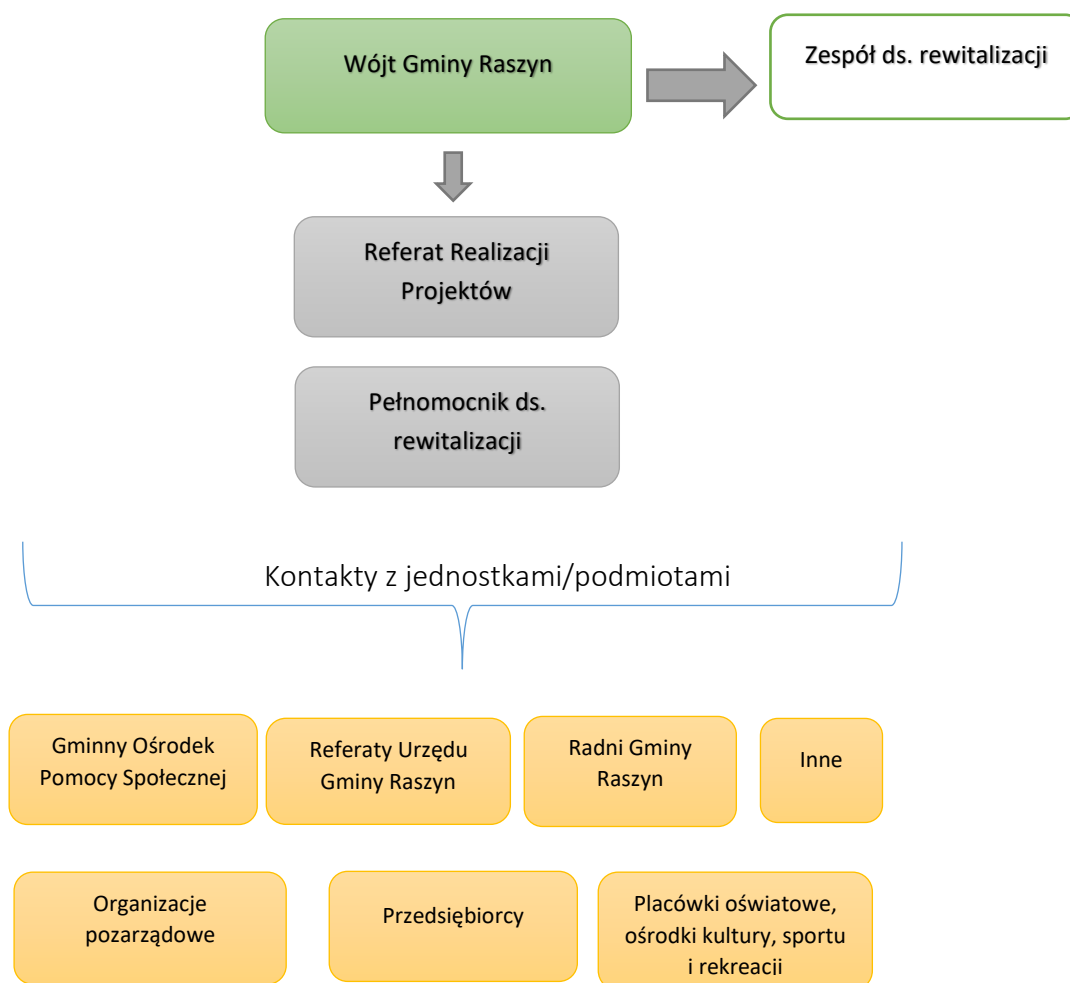 Wójt Gminy Raszyn
Zespół ds. rewitalizacji
Referat Realizacji
Projektów
Pełnomocnik ds.
rewitalizacji
Kontakty z jednostkami/podmiotami
Gminny Ośrodek
Pomocy Społecznej
Referaty Urzędu
Gminy Raszyn
Radni Gminy
Raszyn
Inne
Organizacje
pozarządowe
Przedsiębiorcy
Placówki oświatowe,
ośrodki kultury, sportu
i rekreacji